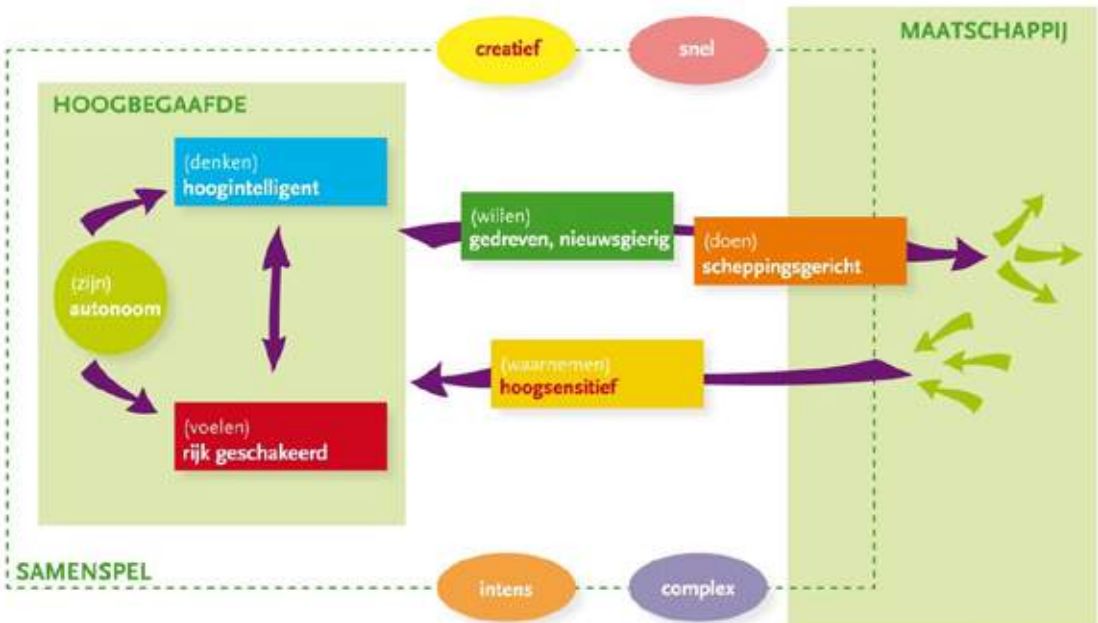 creatief
snel
MAATSCHAPPIJ
HOOGBEGAAFDE
(denken)
hoogintelligent
(willen)
gedreven, nieuwsgierig
(doen)
scheppingsgericht
(zijn)
autonoom
(waarnemen)
hoogsensitief
(voelen)
rijk geschakeerd
SAMENSPEL
intens
complex